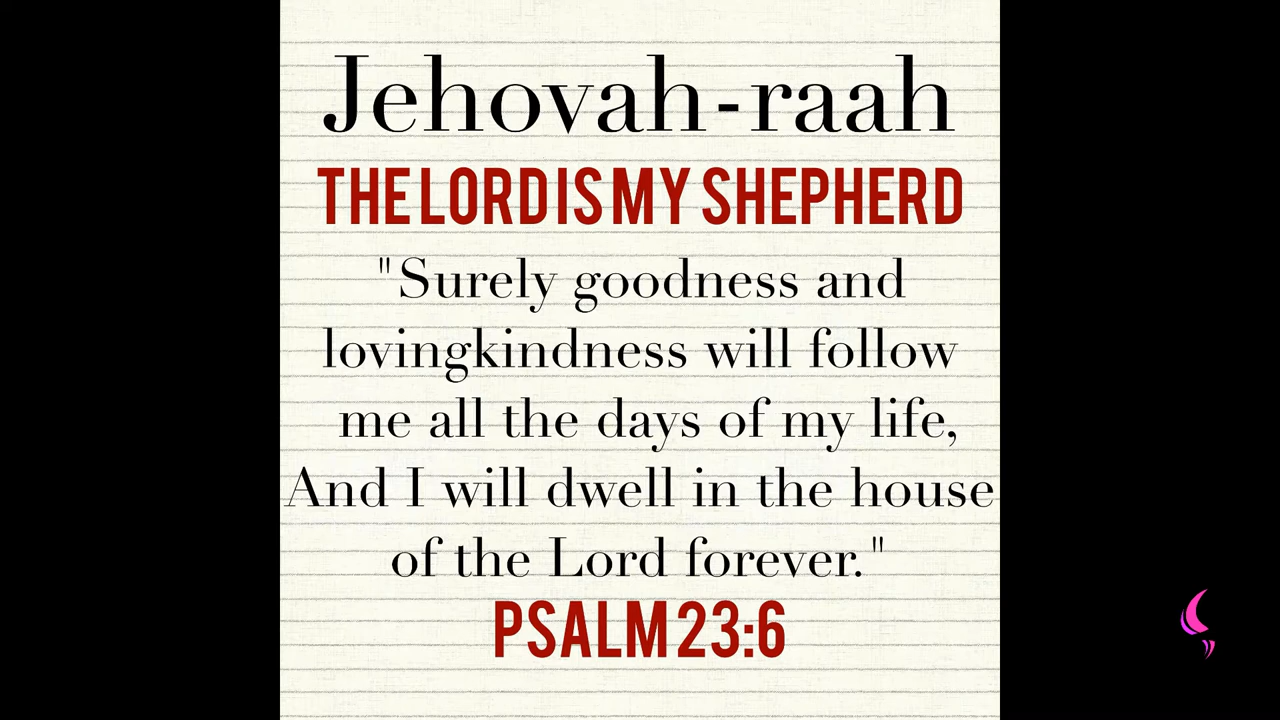 Jehovah-raah
THE LORD IS MY SHEPHERD
"Surely goodness and
lovingkindness will follow
me all the days of my life,
And I will dwell in the house
of the Lord forever."
PSALM 23:6